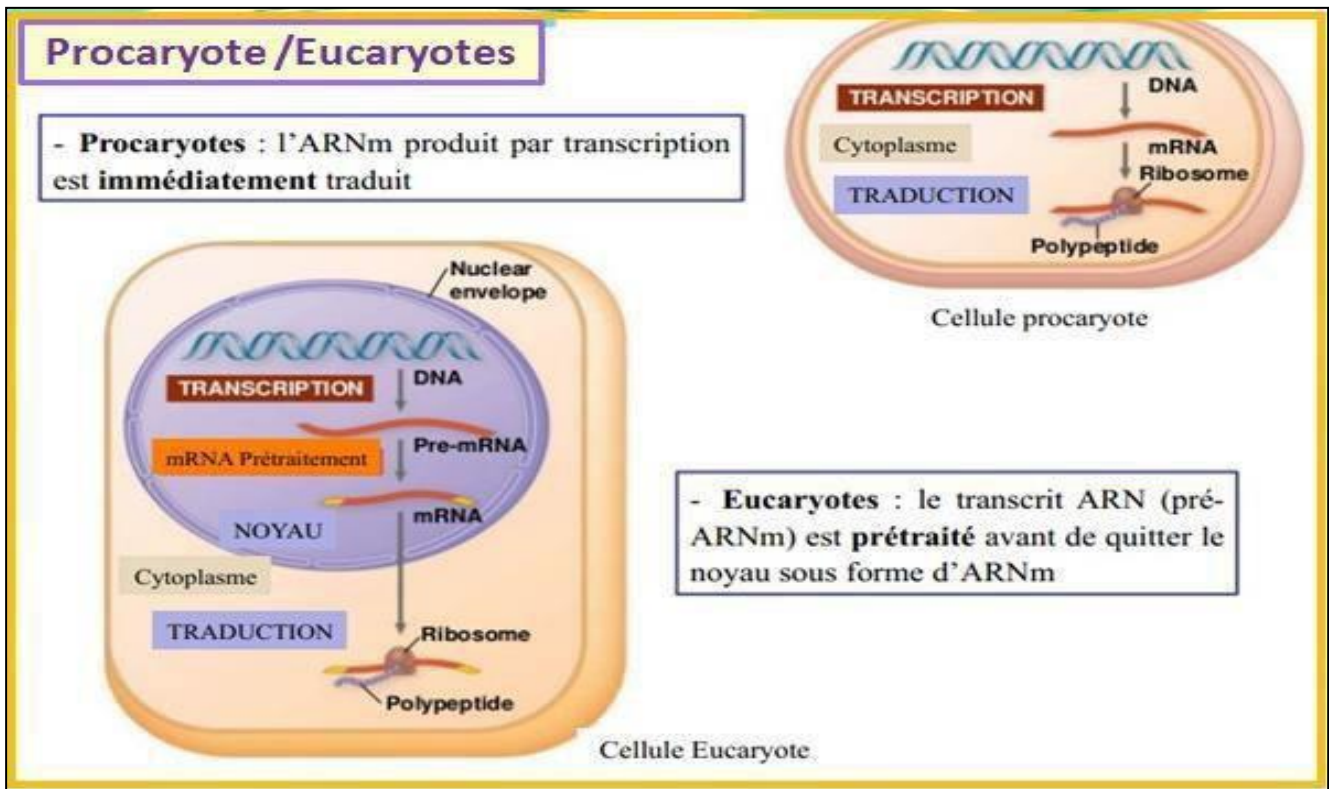 Procaryote /Eucaryotes
- Procaryotes : l'ARNm produit par transcription
est immédiatement traduit
DNA
TRANSCRIPTION
Cytoplasme
mRNA
Ribosome
TRADUCTION
Polypeptide
Cellule procaryote
Nuclear
envelope
DNA
TRANSCRIPTION
Pre-mRNA
mRNA Prétraitement
mRNA
NOYAU
Cytoplasme
TRADUCTION
Ribosome
Polypeptide
Cellule Eucaryote
- Eucaryotes : le transcrit ARN (pré-
ARNm) est prétraité avant de quitter le
noyau sous forme d'ARNm